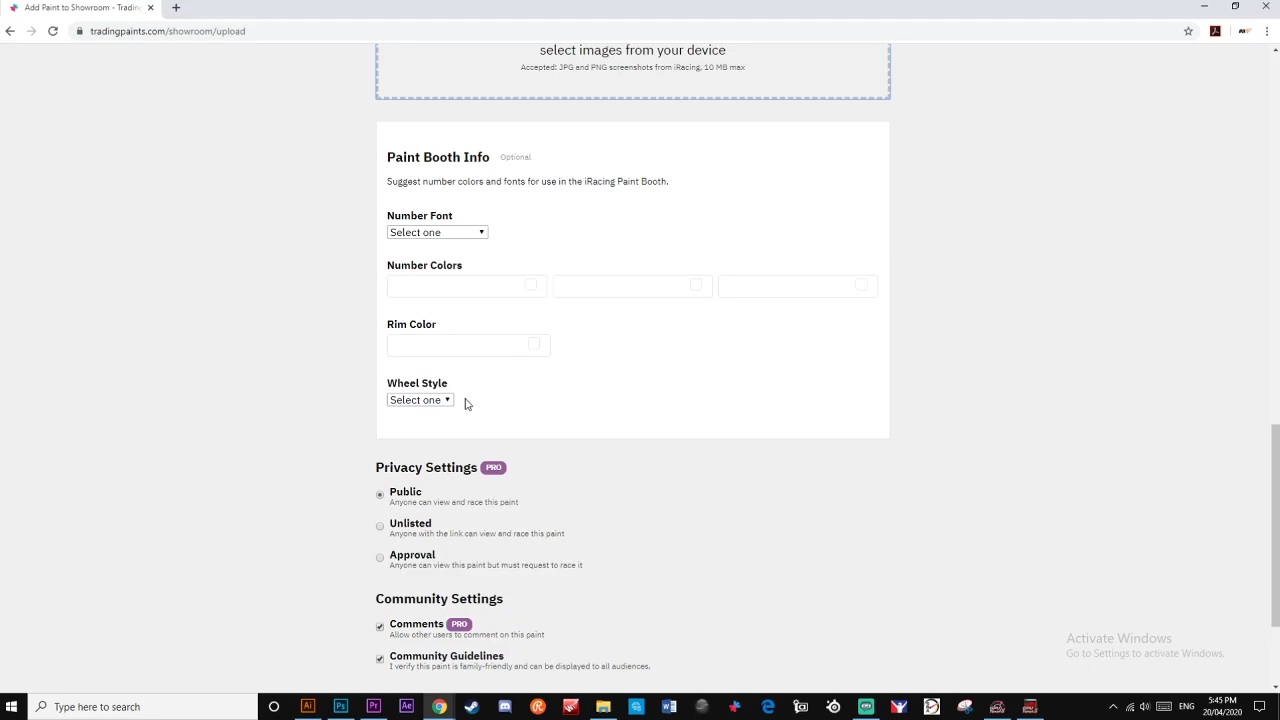 Add Paint to Showroom - Tradin
tradingpaints.com/showroom/upload
select images from your device
Accepted: JPG and PNG screenshots from iRacing, 10 MB max
Paint Booth Info Optional
Suggest number colors and fonts for use in the iRacing Paint Booth.
Number Font
Select one
Number Colors
Rim Color
Wheel Style
Select one
Privacy Settings PRO
Public
Anyone can view and race this paint
Unlisted
Anyone with the link can view and race this paint
Approval
Anyone can view this paint but must request to race it
Community Settings
Comments PRO
Allow other users to comment on this paint
Community Guidelines
I verify this paint is family-friendly and can be displayed to all audiences.
Activate Windows
Go to Settings to activate Windows.
Type here to search
Ai
Ps
Pr
Ae
ENG
5:45 PM
20/04/2020